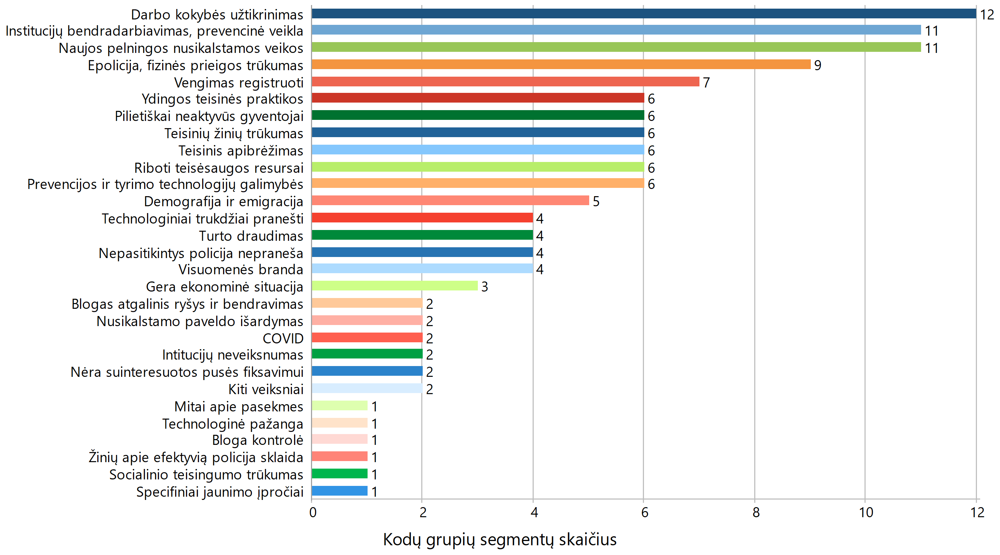 Darbo kokybės užtikrinimas 12
Institucijų bendradarbiavimas, prevencinė veikla 11
Naujos pelningos nusikalstamos veikos 11
Epolicija, fizinės prieigos trūkumas 9
Vengimas registruoti 7
Ydingos teisinės praktikos 6
Pilietiškai neaktyvūs gyventojai 6
Teisinių žinių trūkumas 6
Teisinis apibrėžimas 6
Riboti teisėsaugos resursai 6
Prevencijos ir tyrimo technologijų galimybės 6
Demografija ir emigracija 5
Technologiniai trukdžiai pranešti 4
Turto draudimas 4
Nepasitikintys policija nepraneša 4
Visuomenės branda 4
Gera ekonominė situacija 3
Blogas atgalinis ryšys ir bendravimas 2
Nusikalstamo paveldo išardymas 2
COVID 2
Intitucijų neveiksnumas 2
Nėra suinteresuotos pusės fiksavimui 2
Kiti veiksniai 2
Mitai apie pasekmes 1
Technologinė pažanga 1
Bloga kontrolė 1
Žinių apie efektyvią policija sklaida 1
Socialinio teisingumo trūkumas 1
Specifiniai jaunimo įpročiai 1
0 2 4 6 8 10 12
Kodų grupių segmentų skaičius